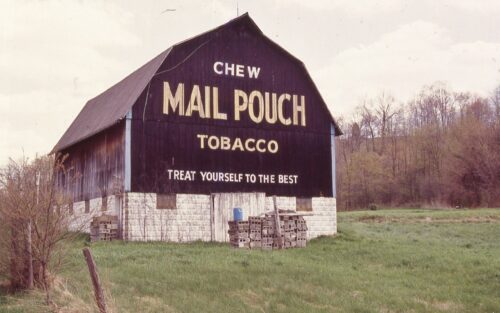 CHEW
MAIL POUCH
TOBACCO
TREAT YOURSELF TO THE BEST